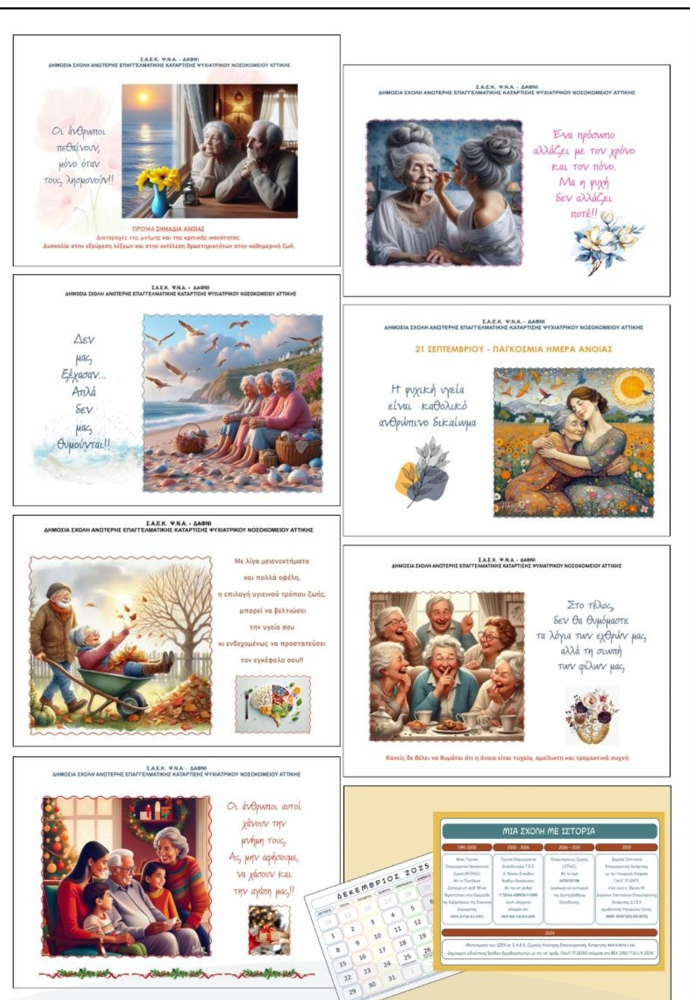 Σ.Α.Ε.Κ. Ψ.Ν.Α. - ΔΑΦΝΙ
ΔΗΜΟΣΙΑ ΣΧΟΛΗ ΑΝΩΤΕΡΗΣ ΕΠΑΓΓΕΛΜΑΤΙΚΗΣ ΚΑΤΑΡΤΙΣΗΣ ΨΥΧΙΑΤΡΙΚΟΥ ΝΟΣΟΚΟΜΕΙΟΥ ΑΤΤΙΚΗΣ
Οι άνθρωποι
πεθαίνουν,
μόνο όταν
τους λησμονούν!!
ΠΡΩΙΜΑ ΣΗΜΑΔΙΑ ΑΝΟΙΑΣ
Διαταραχές της μνήμης και της κριτικής ικανότητας.
Δυσκολία στην εξεύρεση λέξεων και στην εκτέλεση δραστηριοτήτων στην καθημερινή ζωή
Σ.Α.Ε.Κ. Ψ.Ν.Α. - ΔΑΦΝΙ
ΔΗΜΟΣΙΑ ΣΧΟΛΗ ΑΝΩΤΕΡΗΣ ΕΠΑΓΓΕΛΜΑΤΙΚΗΣ ΚΑΤΑΡΤΙΣΗΣ ΨΥΧΙΑΤΡΙΚΟΥ ΝΟΣΟΚΟΜΕΙΟΥ ΑΤΤΙΚΗΣ
Ένα πρόσωπο
αλλάζει με τον χρόνο
και τον πόνο.
Μα η ψυχή
δεν αλλάζει
ποτέ!!
Σ.Α.Ε.Κ. Ψ.Ν.Α. - ΔΑΦΝΙ
ΔΗΜΟΣΙΑ ΣΧΟΛΗ ΑΝΩΤΕΡΗΣ ΕΠΑΓΓΕΛΜΑΤΙΚΗΣ ΚΑΤΑΡΤΙΣΗΣ ΨΥΧΙΑΤΡΙΚΟΥ ΝΟΣΟΚΟΜΕΙΟΥ ΑΤΤΙΚΗΣ
Δεν
μας
ξέχασαν...
Απλά
δεν
μας
θυμούνται!!
Σ.Α.Ε.Κ. Ψ.Ν.Α. - ΔΑΦΝΙ
ΔΗΜΟΣΙΑ ΣΧΟΛΗ ΑΝΩΤΕΡΗΣ ΕΠΑΓΓΕΛΜΑΤΙΚΗΣ ΚΑΤΑΡΤΙΣΗΣ ΨΥΧΙΑΤΡΙΚΟΥ ΝΟΣΟΚΟΜΕΙΟΥ ΑΤΤΙΚΗΣ
21 ΣΕΠΤΕΜΒΡΙΟΥ - ΠΑΓΚΟΣΜΙΑ ΗΜΕΡΑ ΑΝΟΙΑΣ
Η ψυχική υγεία
είναι καθολικό
ανθρώπινο δικαίωμα
Σ.Α.Ε.Κ. Ψ.Ν.Α. - ΔΑΦΝΙ
ΔΗΜΟΣΙΑ ΣΧΟΛΗ ΑΝΩΤΕΡΗΣ ΕΠΑΓΓΕΛΜΑΤΙΚΗΣ ΚΑΤΑΡΤΙΣΗΣ ΨΥΧΙΑΤΡΙΚΟΥ ΝΟΣΟΚΟΜΕΙΟΥ ΑΤΤΙΚΗΣ
Με λίγα μειονεκτήματα
και πολλά οφέλη,
η επιλογή υγιεινού τρόπου ζωής,
μπορεί να βελτιώσει
την υγεία σου
κι ενδεχομένως να προστατεύσει
τον εγκέφαλο σου!!
Σ.Α.Ε.Κ. Ψ.Ν.Α. - ΔΑΦΝΙ
ΔΗΜΟΣΙΑ ΣΧΟΛΗ ΑΝΩΤΕΡΗΣ ΕΠΑΓΓΕΛΜΑΤΙΚΗΣ ΚΑΤΑΡΤΙΣΗΣ ΨΥΧΙΑΤΡΙΚΟΥ ΝΟΣΟΚΟΜΕΙΟΥ ΑΤΤΙΚΗΣ
Στο τέλος,
δεν θα θυμόμαστε
τα λόγια των εχθρών μας,
αλλά τη σιωπή
των φίλων μας
Κανείς δε θέλει να θυμάται ότι η άνοια είναι τυχαία, αμείλικτη και τρομακτικά συχνή.
Σ.Α.Ε.Κ. Ψ.Ν.Α. - ΔΑΦΝΙ
ΔΗΜΟΣΙΑ ΣΧΟΛΗ ΑΝΩΤΕΡΗΣ ΕΠΑΓΓΕΛΜΑΤΙΚΗΣ ΚΑΤΑΡΤΙΣΗΣ ΨΥΧΙΑΤΡΙΚΟΥ ΝΟΣΟΚΟΜΕΙΟΥ ΑΤΤΙΚΗΣ
Οι άνθρωποι αυτοί
χάνουν την
μνήμη τους.
Ας μην αφήσουμε,
να χάσουν και
την αγάπη μας!!
ΔΕΚΕΜΒΡΙΟΣ 2025
24 25 26 27 28 29
1 2 3 4 5 6
8 9 10 11 12
15 16 17 18 19
22 23 24 25 26
29 30 31
ΜΙΑ ΣΧΟΛΗ ΜΕ ΙΣΤΟΡΙΑ
1991-2000
2003 - 2006
2006 - 2015
2015
2024